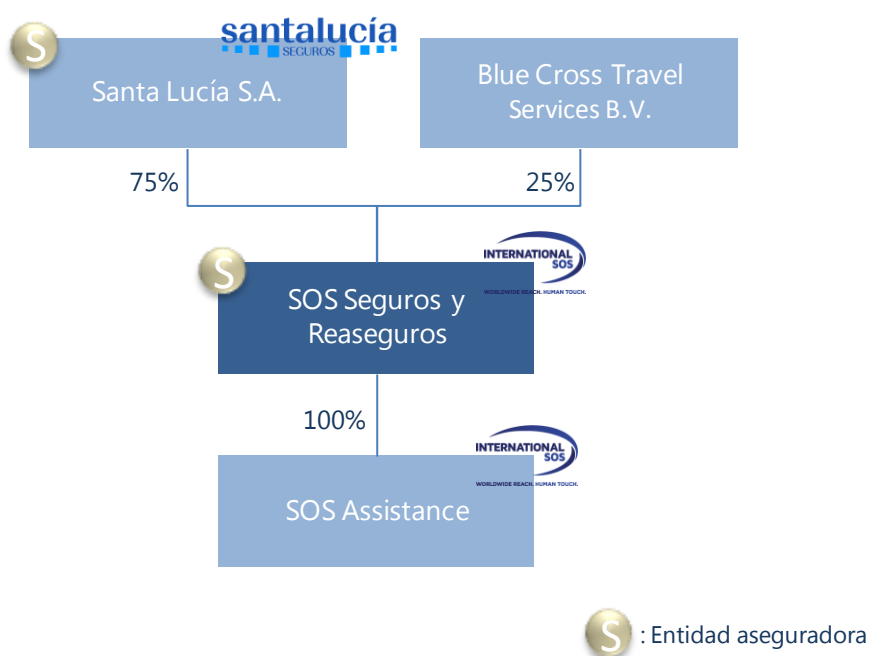 santalucía
SEGUROS
S
Santa Lucía S.A.
Blue Cross Travel
Services B.V.
75%
25%
INTERNATIONAL
SOS
WORLDWIDE REACH. HUMAN TOUCH.
S
SOS Seguros y
Reaseguros
100%
INTERNATIONAL
SOS
WORLDWIDE REACH. HUMAN TOUCH.
SOS Assistance
S : Entidad aseguradora